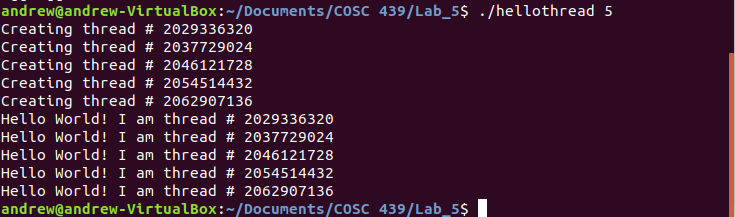 andrew@andrew-VirtualBox:~/Documents/COSC 439/Lab_5$ ./hellothread 5
Creating thread # 2029336320
Creating thread # 2037729024
Creating thread # 2046121728
Creating thread # 2054514432
Creating thread # 2062907136
Hello World! I am thread # 2029336320
Hello World! I am thread # 2037729024
Hello World! I am thread # 2046121728
Hello World! I am thread # 2054514432
Hello World! I am thread # 2062907136
andrew@andrew-VirtualBox:~/Documents/COSC 439/Lab_5$